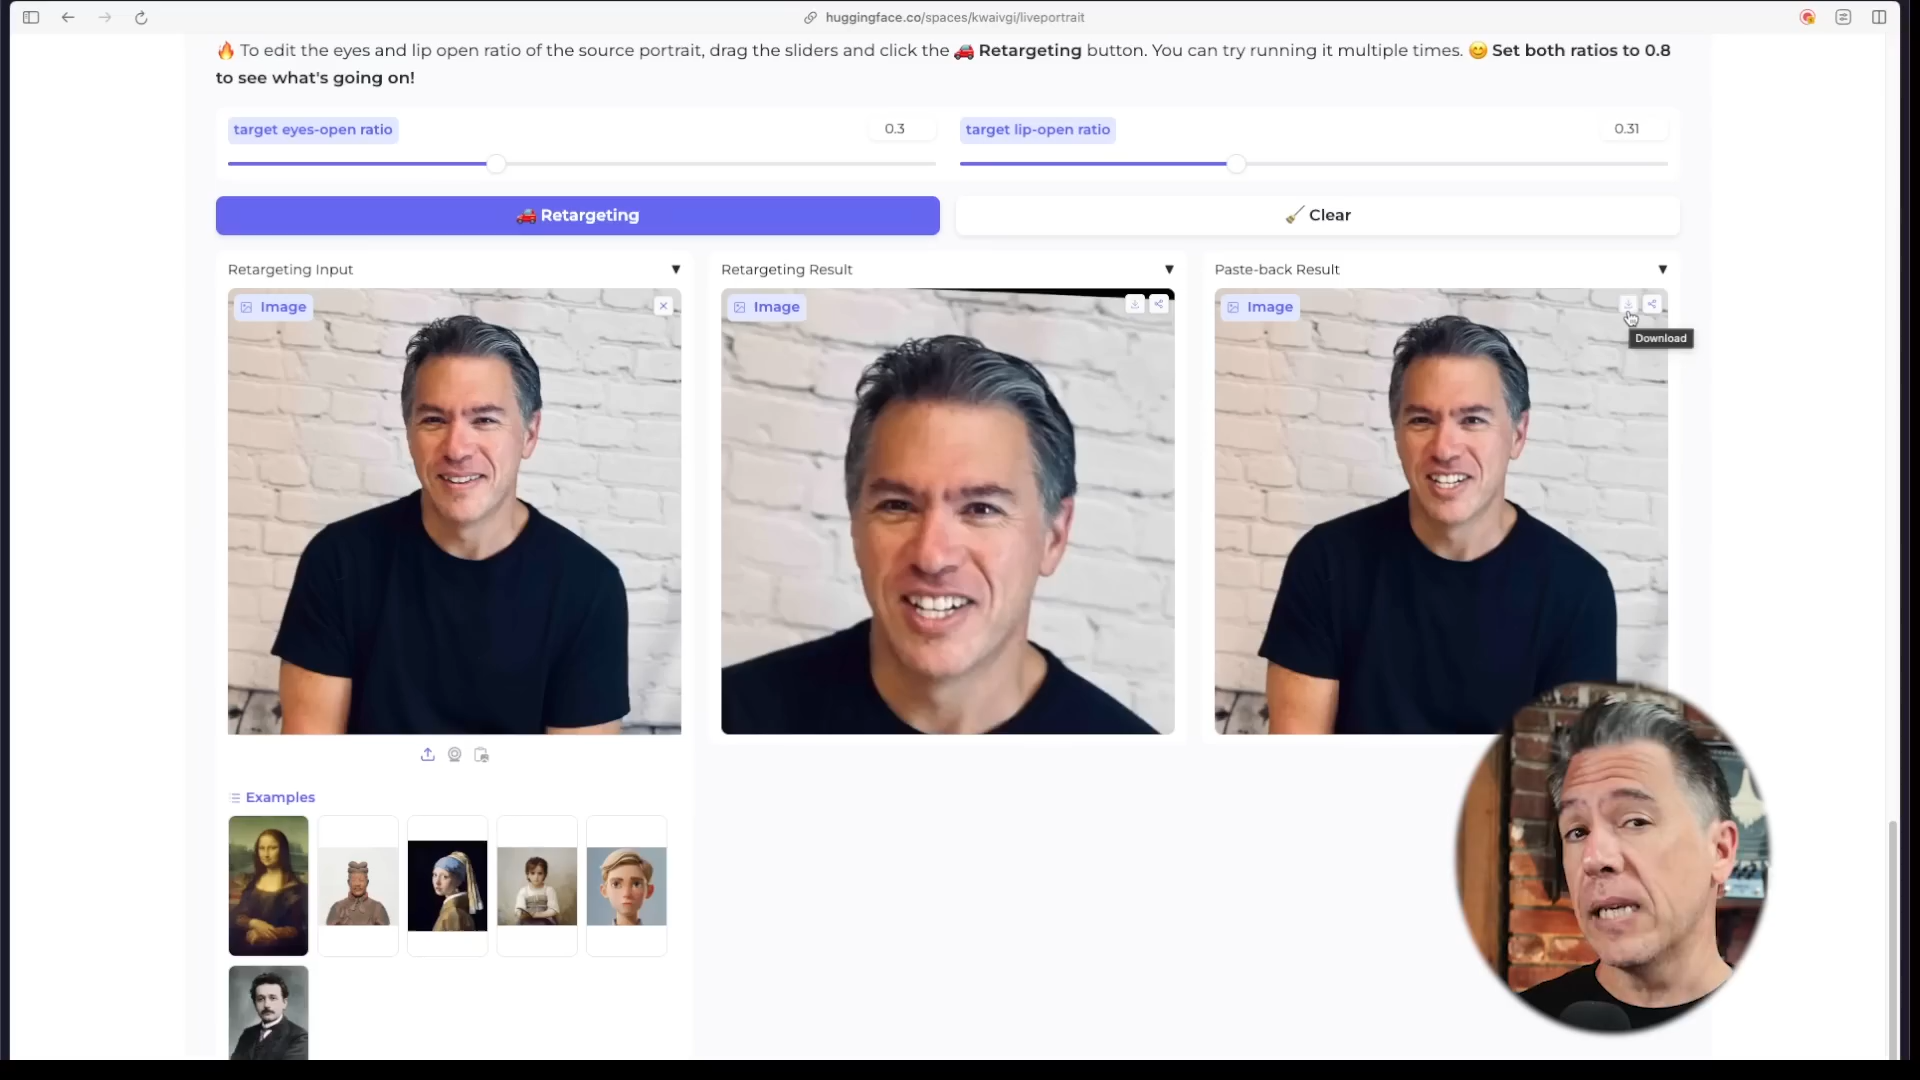 huggingface.co/spaces/kwaivgi/liveportrait
🔥 To edit the eyes and lip open ratio of the source portrait, drag the sliders and click the 🚗 Retargeting button. You can try running it multiple times. 😊 Set both ratios to 0.8
to see what's going on!
target eyes-open ratio 0.3 target lip-open ratio 0.31
🚗 Retargeting 🧹 Clear
Retargeting Input ▼ Retargeting Result ▼ Paste-back Result ▼
Image Image Image
Download
Examples